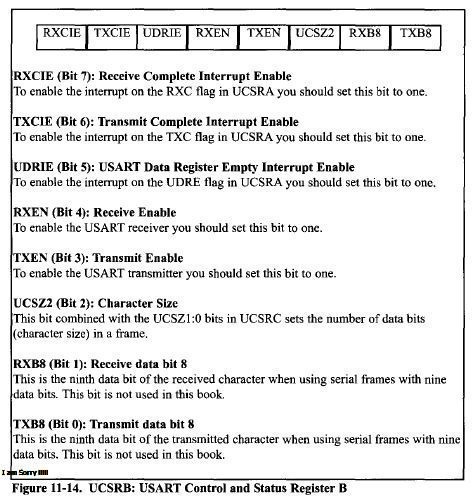 RXCIE TXCIE UDRIE RXEN TXEN UCSZ2 RXB8 TXB8
RXCIE (Bit 7): Receive Complete Interrupt Enable
To enable the interrupt on the RXC flag in UCSRA you should set this bit to one.
TXCIE (Bit 6): Transmit Complete Interrupt Enable
To enable the interrupt on the TXC flag in UCSRA you should set this bit to one.
UDRIE (Bit 5): USART Data Register Empty Interrupt Enable
To enable the interrupt on the UDRE flag in UCSRA you should set this bit to one.
RXEN (Bit 4): Receive Enable
To enable the USART receiver you should set this bit to one.
TXEN (Bit 3): Transmit Enable
To enable the USART transmitter you should set this bit to one.
UCSZ2 (Bit 2): Character Size
This bit combined with the UCSZ1:0 bits in UCSRC sets the number of data bits
(character size) in a frame.
RXB8 (Bit 1): Receive data bit 8
This is the ninth data bit of the received character when using serial frames with nine
data bits. This bit is not used in this book.
TXB8 (Bit 0): Transmit data bit 8
This is the ninth data bit of the transmitted character when using serial frames with nine
data bits. This bit is not used in this book.
I am Sorry !!!!!
Figure 11-14. UCSRB: USART Control and Status Register B